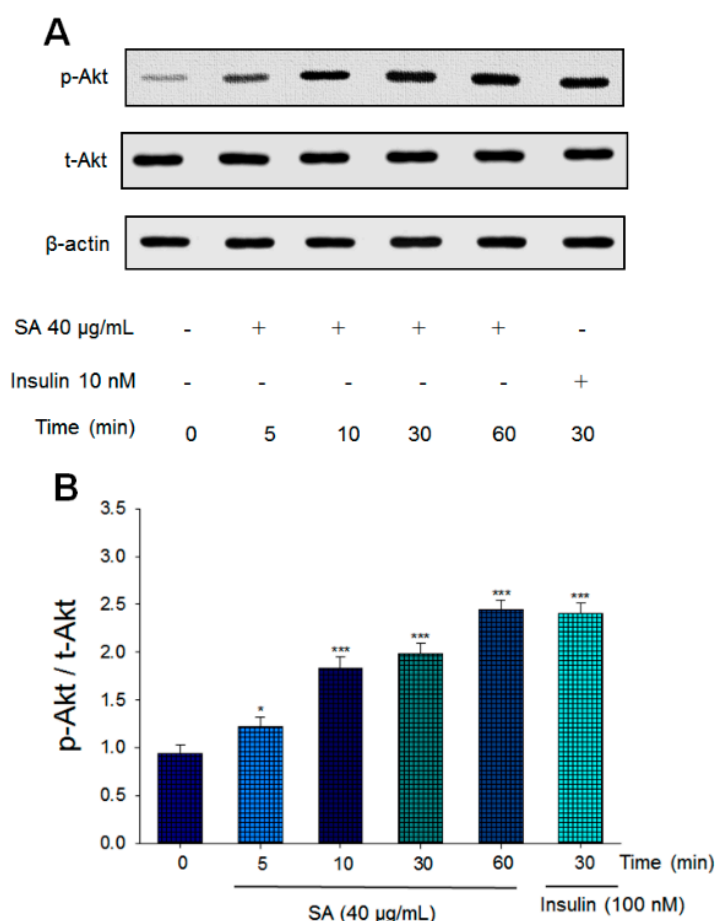 A
p-Akt
t-Akt
β-actin
SA 40 µg/mL - + + + + -
Insulin 10 nM - - - - - +
Time (min) 0 5 10 30 60 30
B
3.5
3.0
2.5
2.0
1.5
1.0
0.5
0.0
p-Akt / t-Akt
* *** *** *** ***
0 5 10 30 60 30 Time (min)
SA (40 µg/mL) Insulin (100 nM)